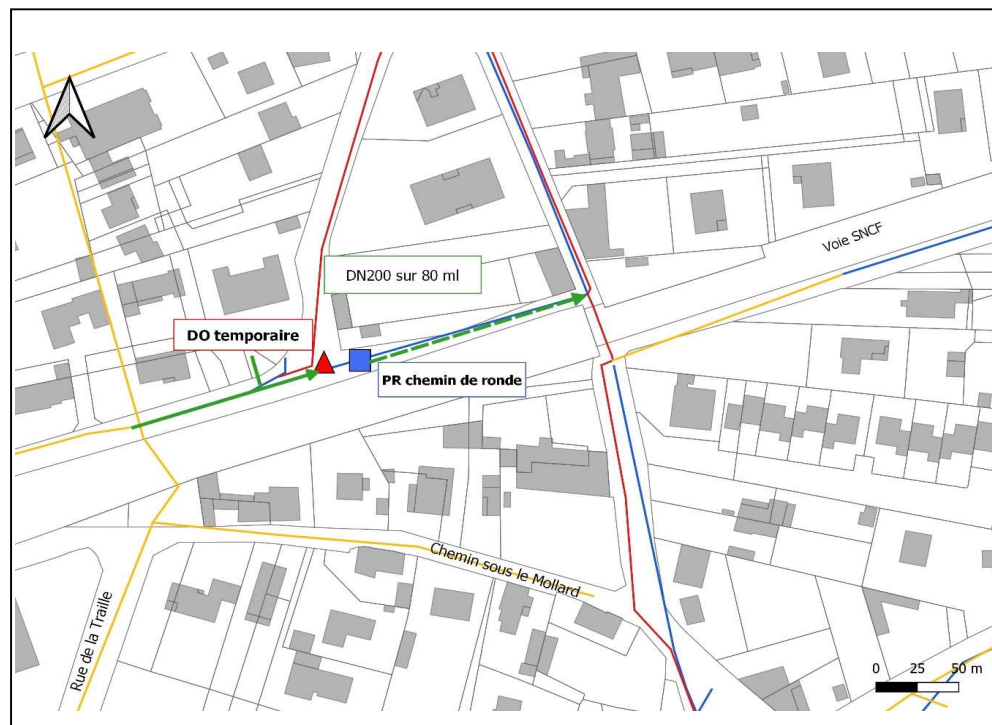 Voie SNCF
DN200 sur 80 ml
DO temporaire
PR chemin de ronde
Chemin sous le Mollard
Rue de la Traille
0 25 50 m